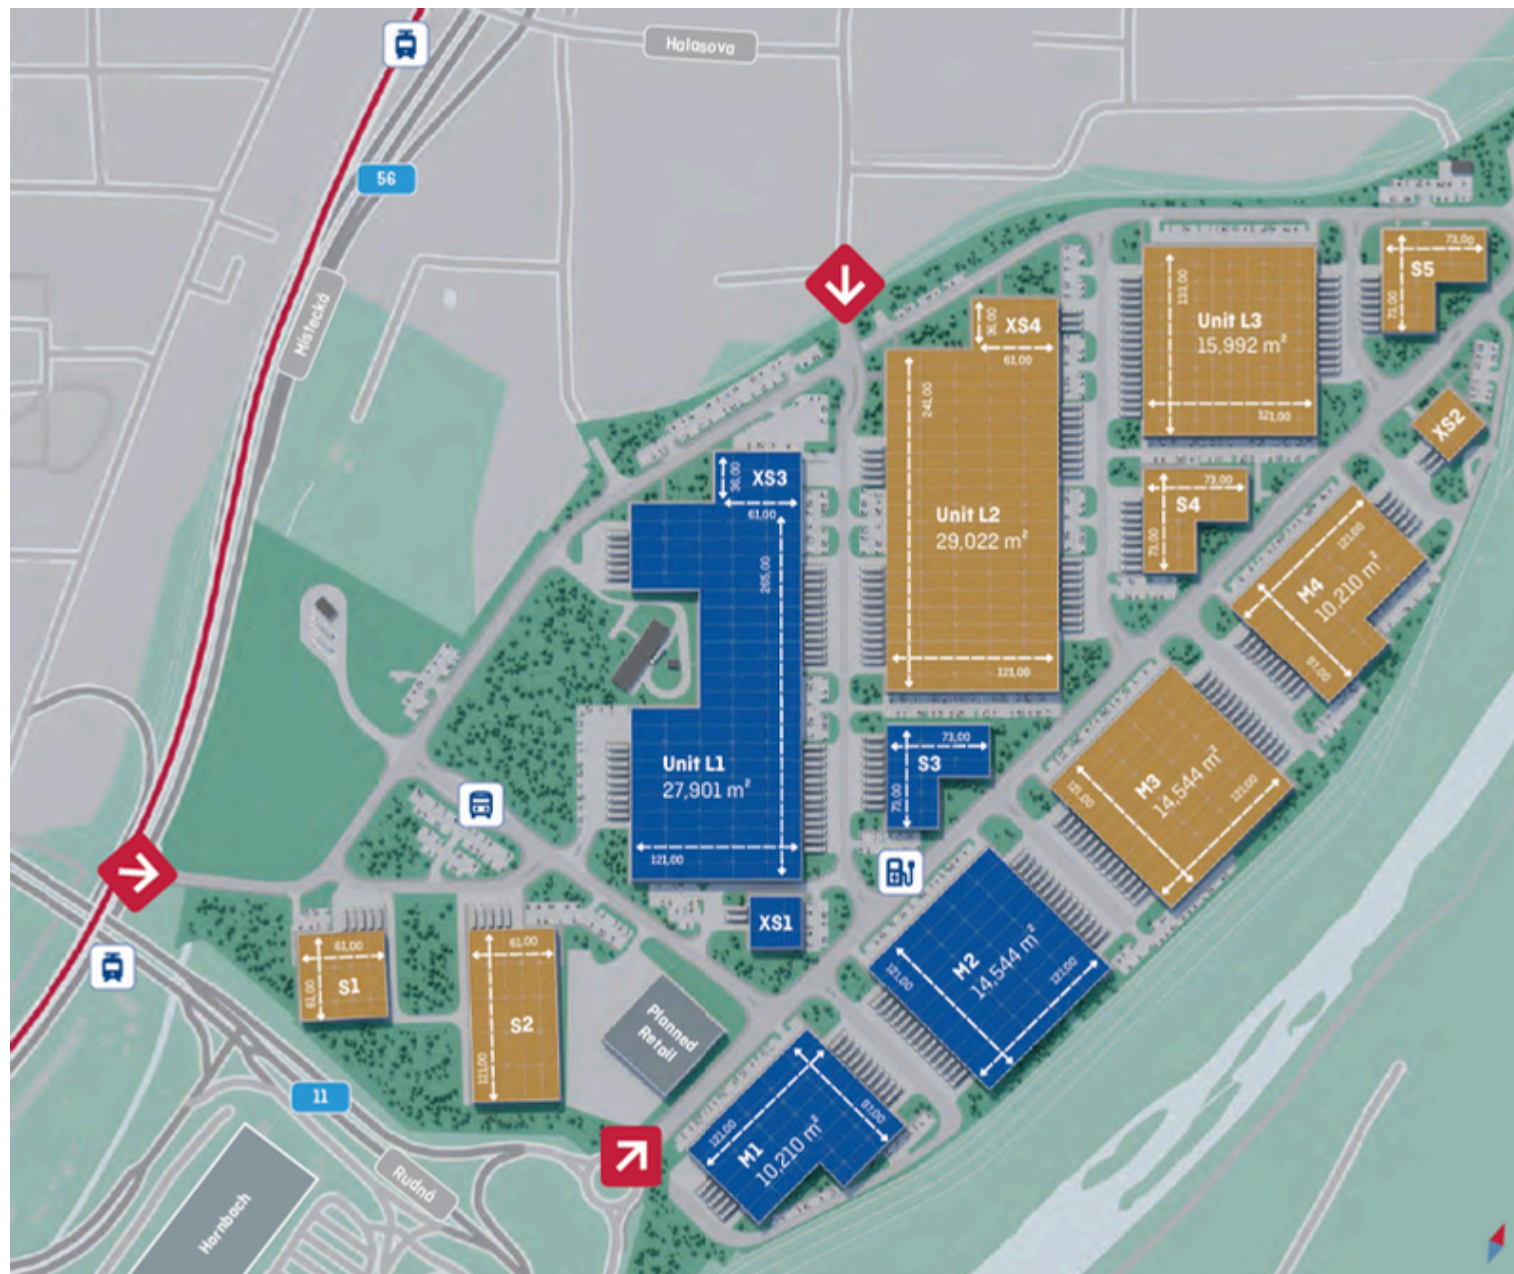 Halasova
56
Místecká
73,00
S5
73,00
133,00
Unit L3
15,992 m²
121,00
36,00
XS4
61,00
241,00
Unit L2
29,022 m²
121,00
XS2
XS3
36,00
61,00
265,00
Unit L1
27,901 m²
121,00
73,00
S4
73,00
121,00
M4
10,210 m²
87,00
73,00
S3
73,00
M3
14,544 m²
121,00
121,00
XS1
M2
14,544 m²
121,00
121,00
61,00
S1
61,00
61,00
S2
121,00
Planned
Retail
M1
10,210 m²
121,00
87,00
11
Rudná
Hornbach